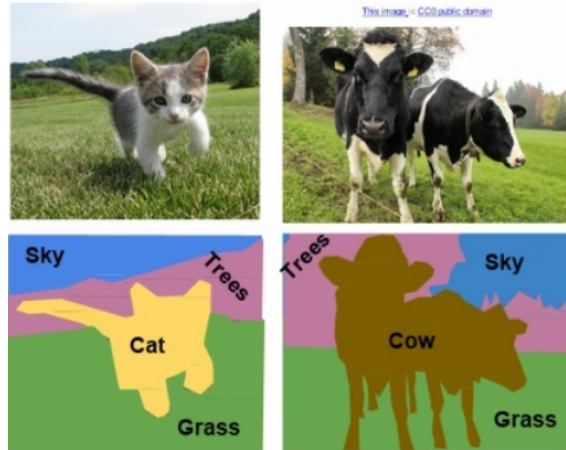 This image is CC0 public domain
Sky
Trees
Cat
Grass
Trees
Sky
Cow
Grass